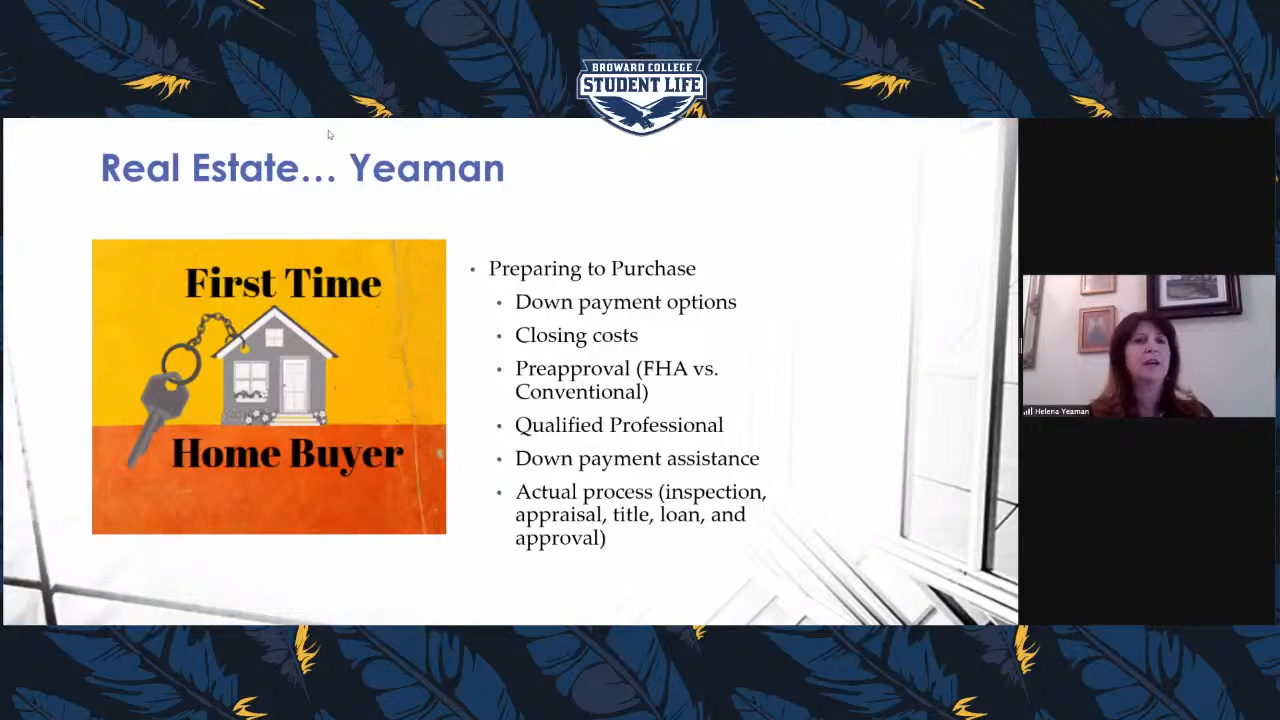 BROWARD COLLEGE
STUDENT LIFE
Real Estate... Yeaman
First Time
Home Buyer
• Preparing to Purchase
• Down payment options
• Closing costs
• Preapproval (FHA vs.
Conventional)
• Qualified Professional
• Down payment assistance
• Actual process (inspection,
appraisal, title, loan, and
approval)
Helena Yeaman